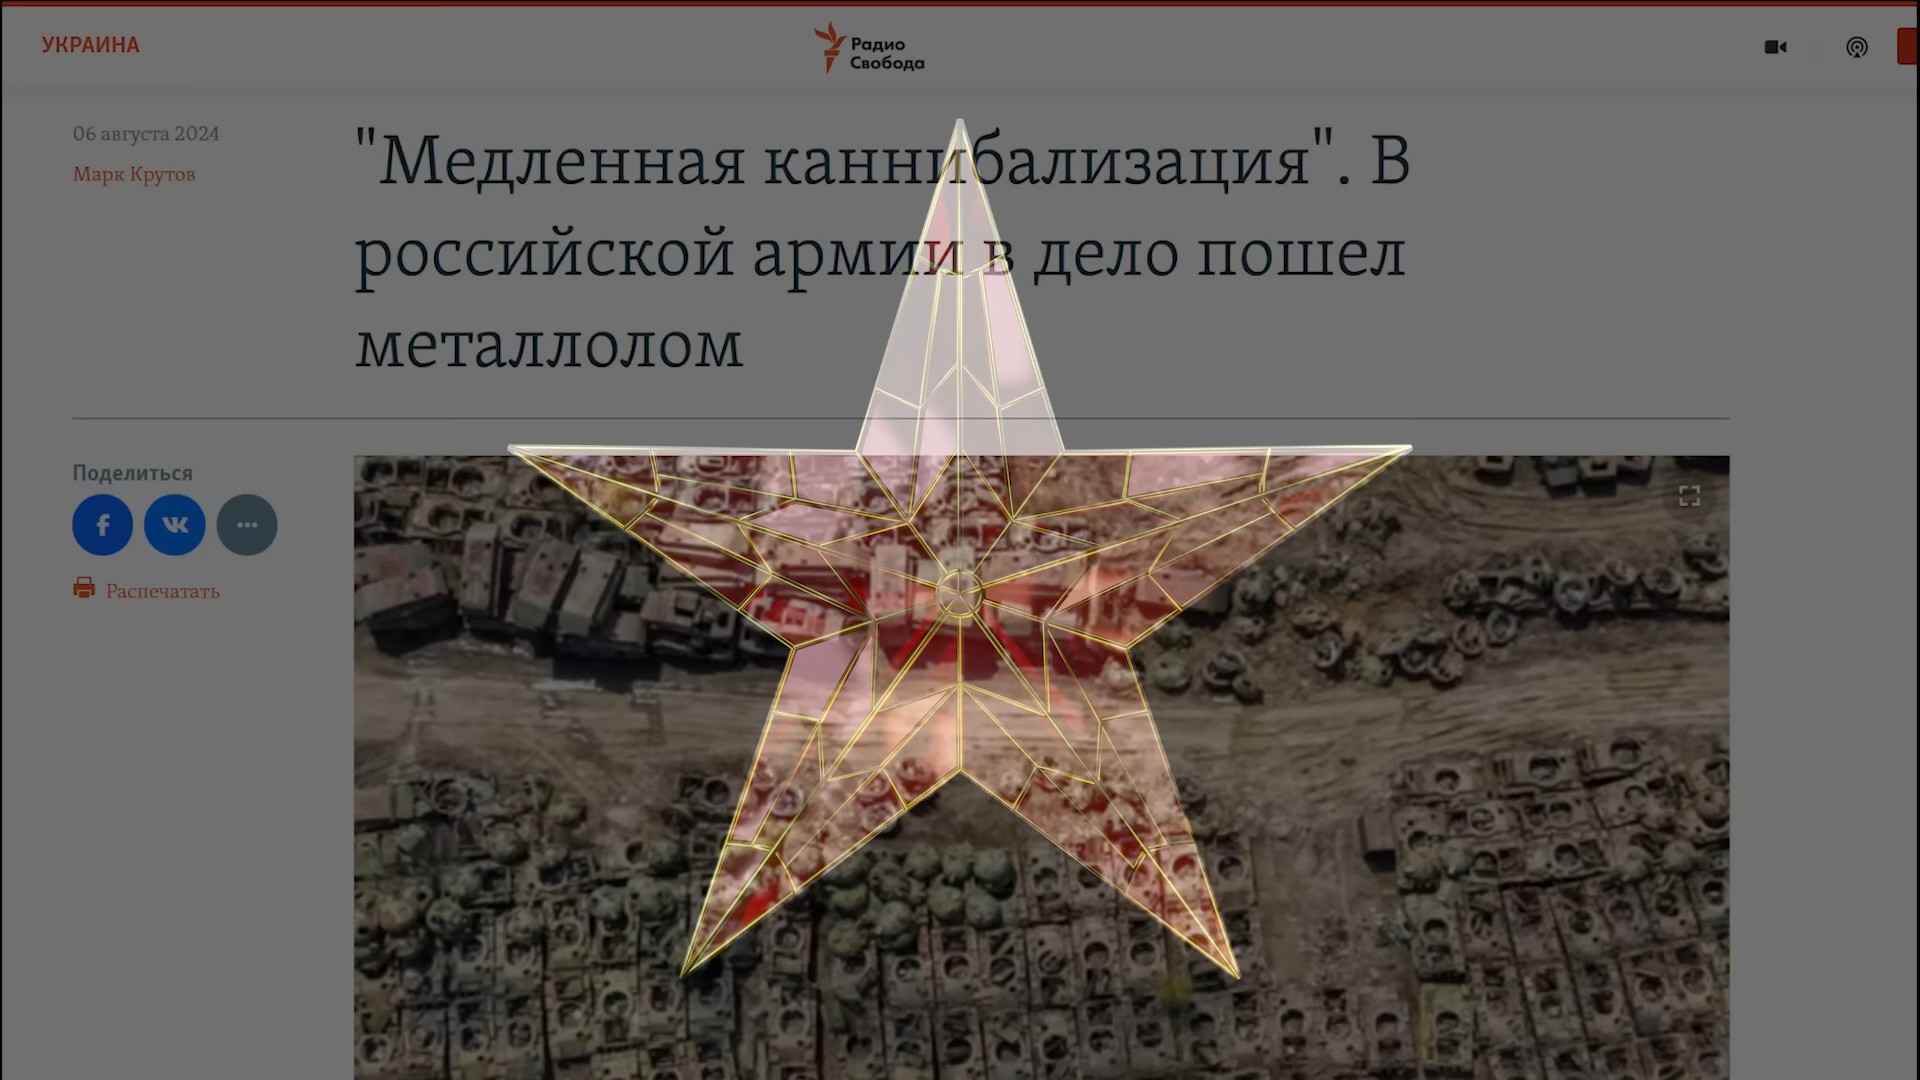 УКРАИНА
Радио
Свобода
06 августа 2024
Марк Крутов
"Медленная каннибализация". В
российской армии в дело пошел
металлолом
Поделиться
Распечатать